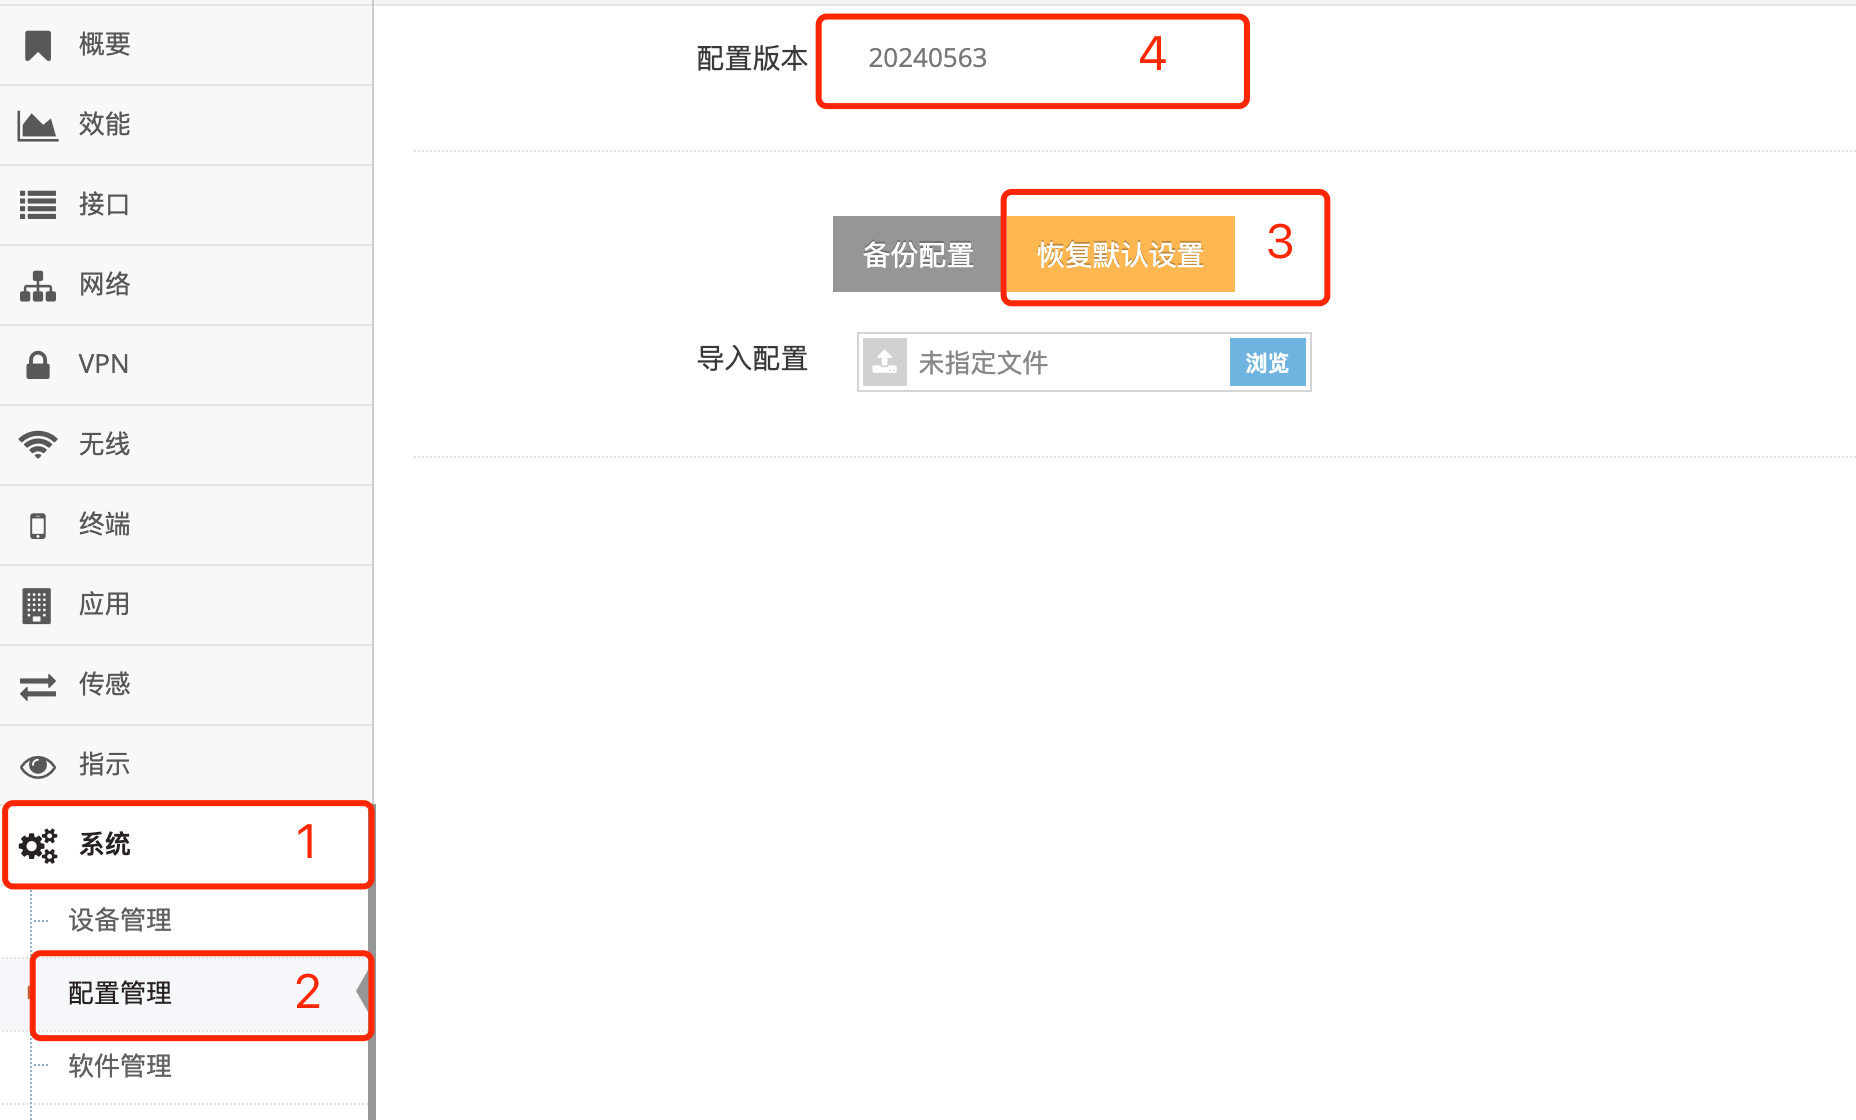 概要
效能
接口
网络
VPN
无线
终端
应用
传感
指示
系统 1
设备管理
配置管理 2
软件管理
配置版本 20240563 4
备份配置 恢复默认设置 3
导入配置 未指定文件 浏览